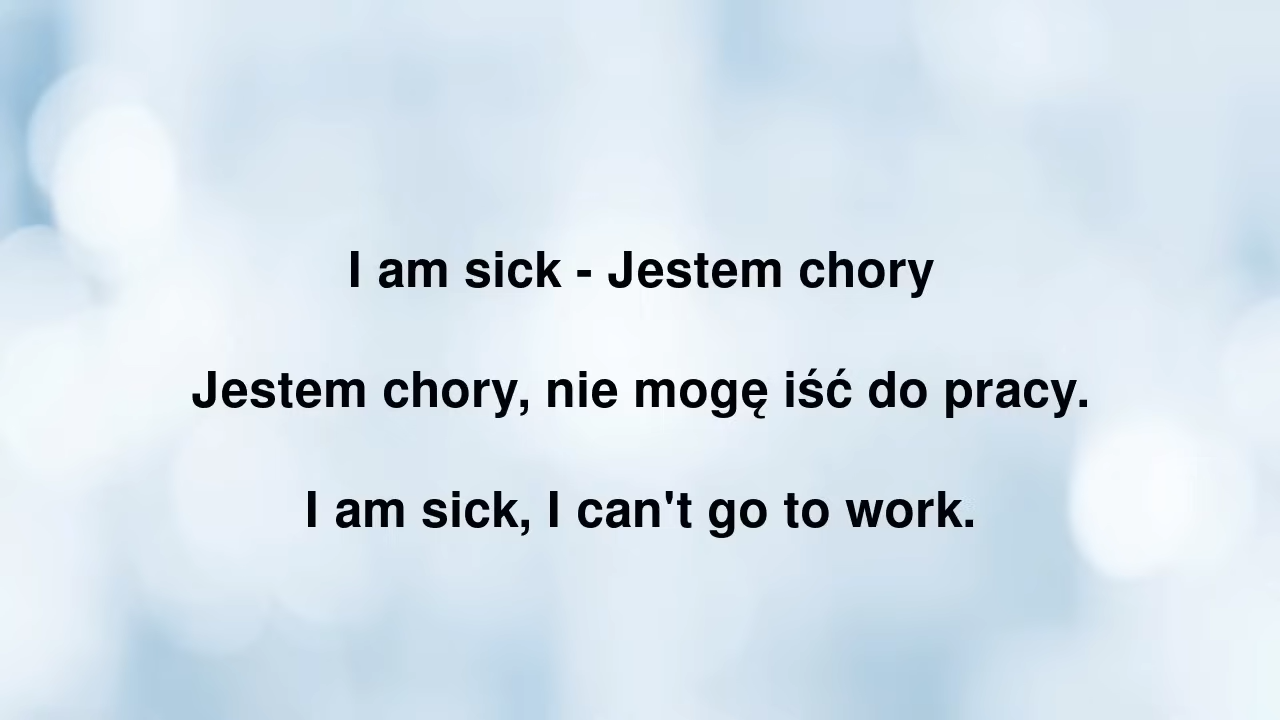 I am sick - Jestem chory
Jestem chory, nie mogę iść do pracy.
I am sick, I can't go to work.